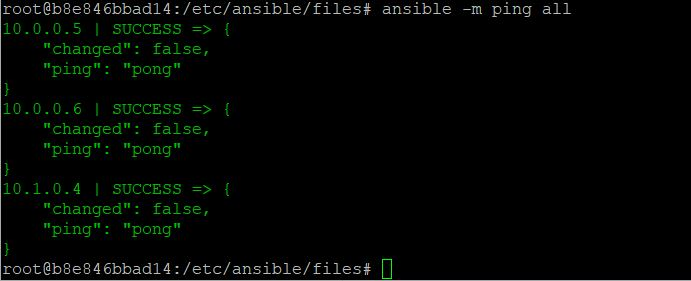 root@b8e846bbad14:/etc/ansible/files# ansible -m ping all
10.0.0.5 | SUCCESS => {
    "changed": false,
    "ping": "pong"
}
10.0.0.6 | SUCCESS => {
    "changed": false,
    "ping": "pong"
}
10.1.0.4 | SUCCESS => {
    "changed": false,
    "ping": "pong"
}
root@b8e846bbad14:/etc/ansible/files#